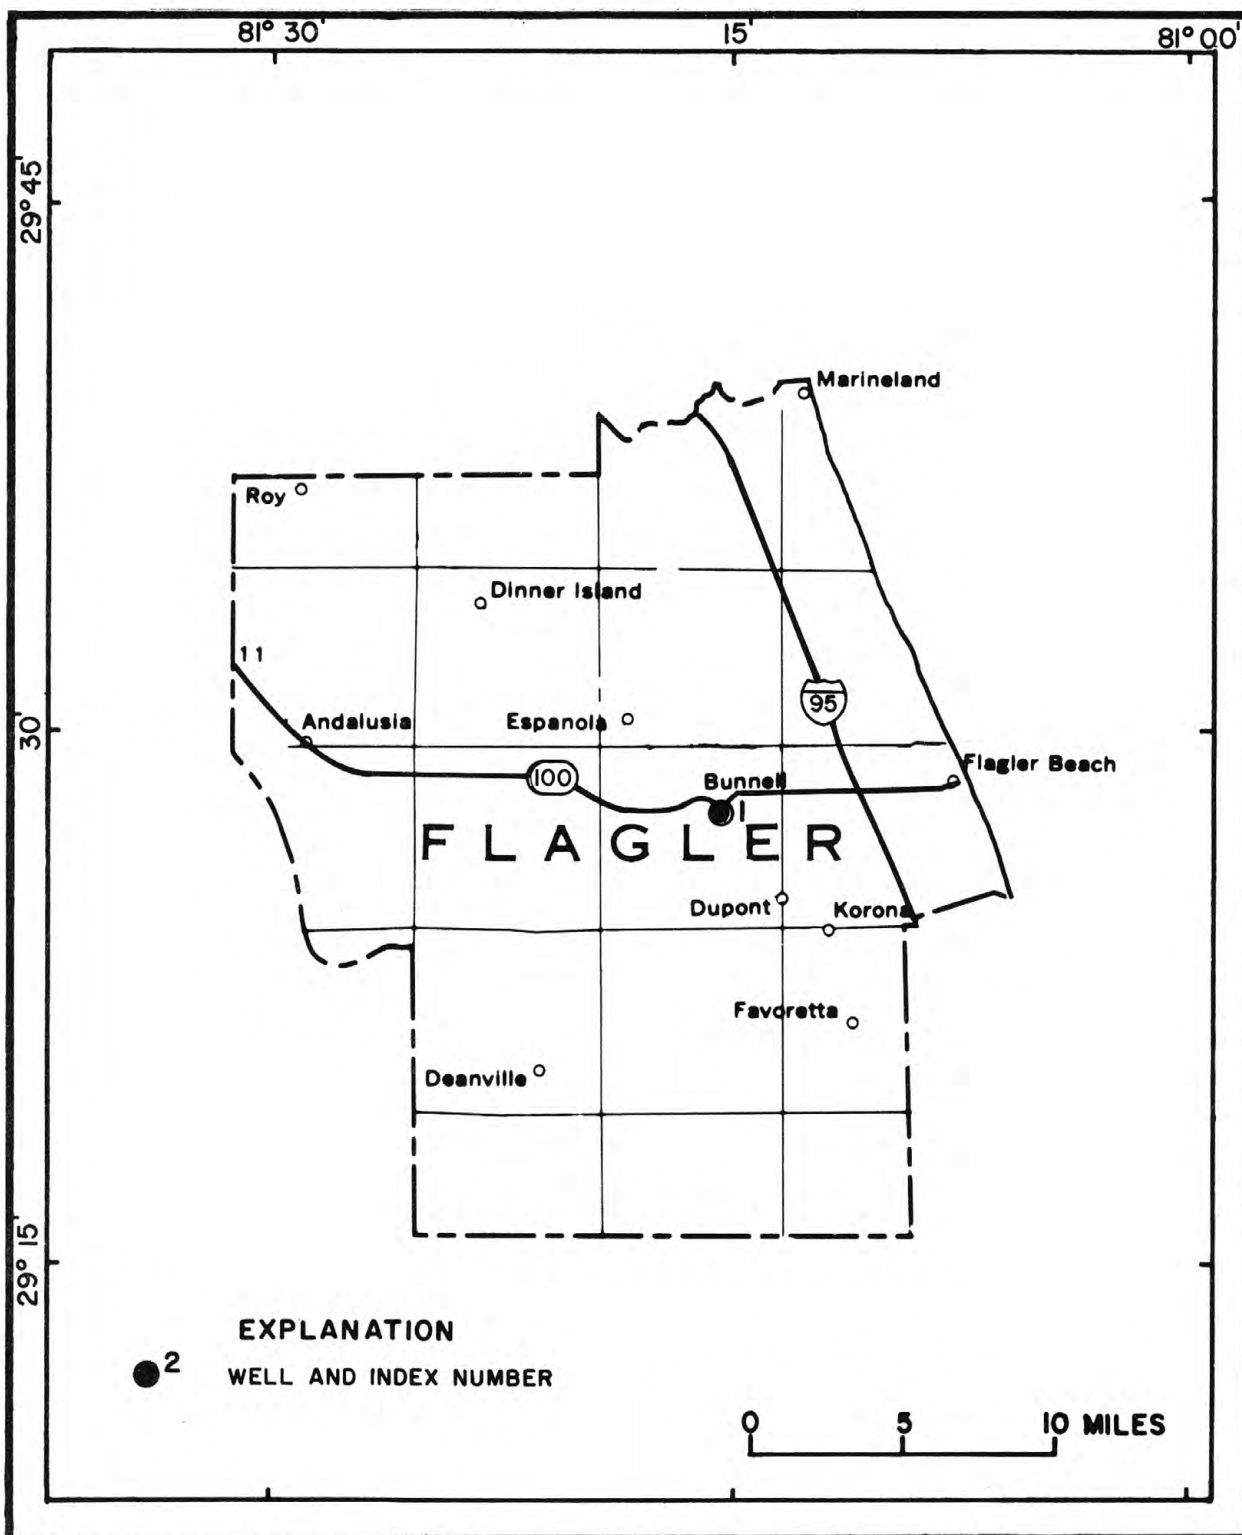 81° 30' 15' 81° 00'
29° 45'
Marineland
Roy
Dinner Island
11
95
30'
Andalusia Espanola
Flagler Beach
100 Bunnell
1
FLAGLER
Dupont Korona
Favoretta
Deanville
29° 15'
EXPLANATION
2
WELL AND INDEX NUMBER
0 5 10 MILES